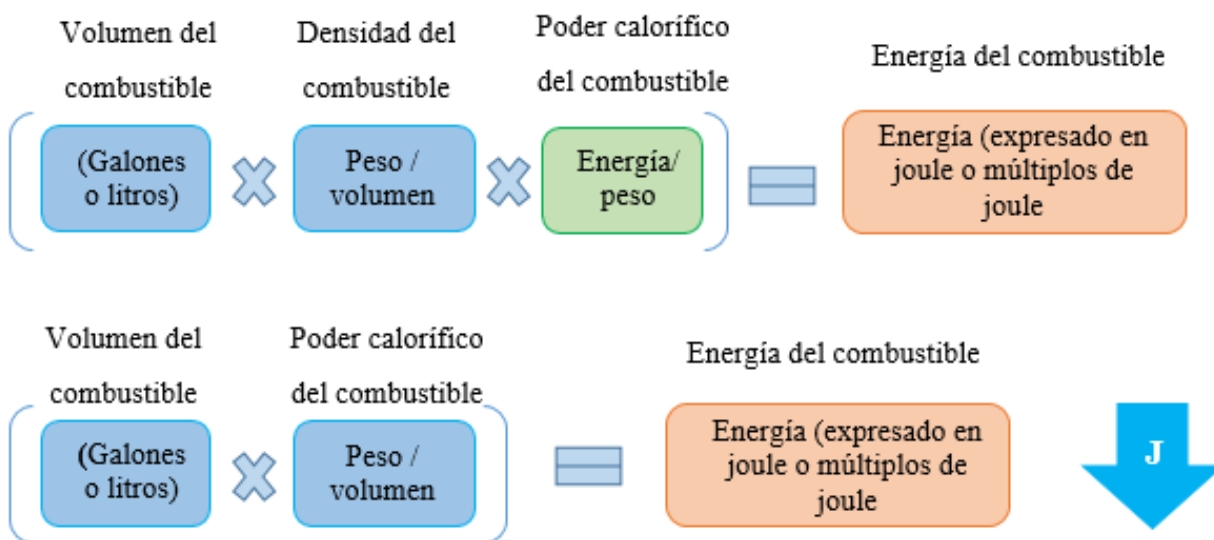 Volumen del
combustible
Densidad del
combustible
Poder calorífico
del combustible
Energía del combustible
(Galones
o litros)
Peso /
volumen
Energía/
peso
Energía (expresado en
joule o múltiplos de
joule
Volumen del
combustible
Poder calorífico
del combustible
Energía del combustible
(Galones
o litros)
Peso /
volumen
Energía (expresado en
joule o múltiplos de
joule
J